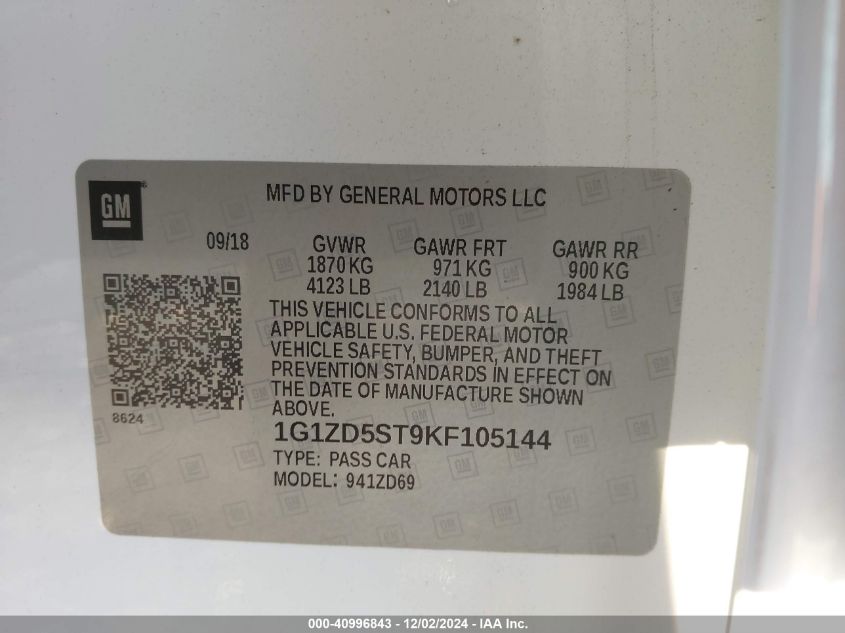 GM
MFD BY GENERAL MOTORS LLC
09/18 GVWR GAWR FRT GAWR RR
1870 KG 971 KG 900 KG
4123 LB 2140 LB 1984 LB
THIS VEHICLE CONFORMS TO ALL
APPLICABLE U.S. FEDERAL MOTOR
VEHICLE SAFETY, BUMPER, AND THEFT
PREVENTION STANDARDS IN EFFECT ON
THE DATE OF MANUFACTURE SHOWN
ABOVE.
8624
1G1ZD5ST9KF105144
TYPE: PASS CAR
MODEL: 941ZD69
000-40996843 - 12/02/2024 - IAA Inc.